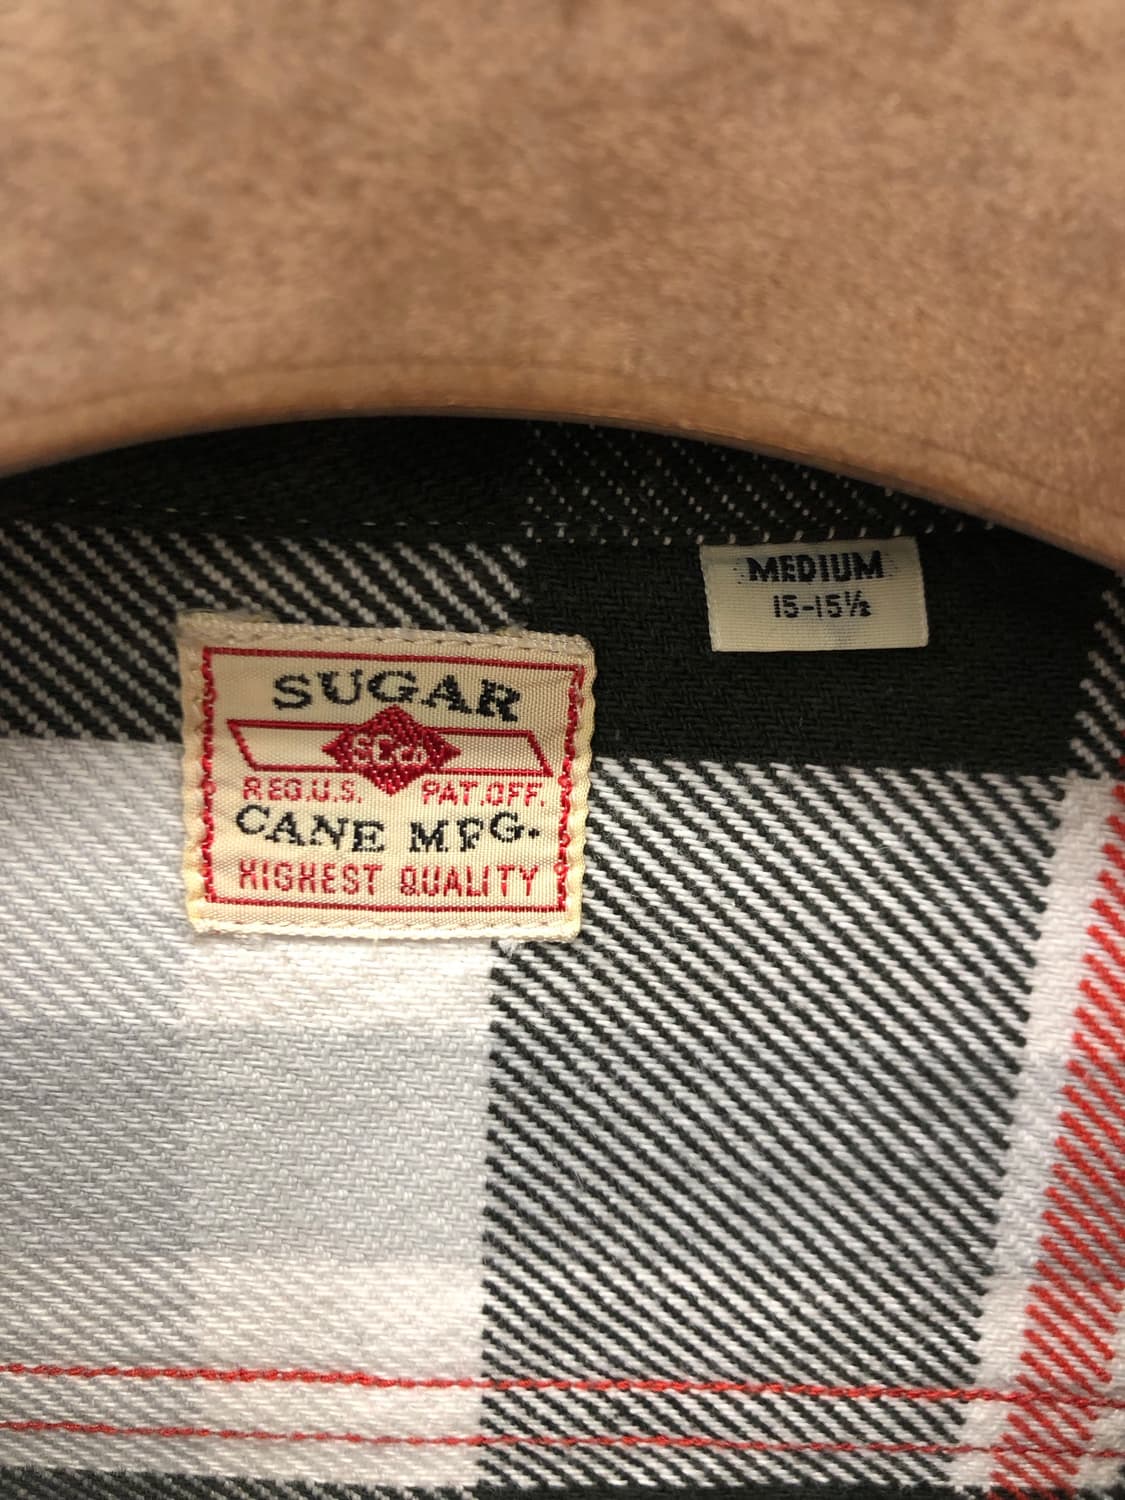 MEDIUM
15-15½
SUGAR
SCCo.
REG.U.S. PAT.OFF.
CANE MFG.
HIGHEST QUALITY